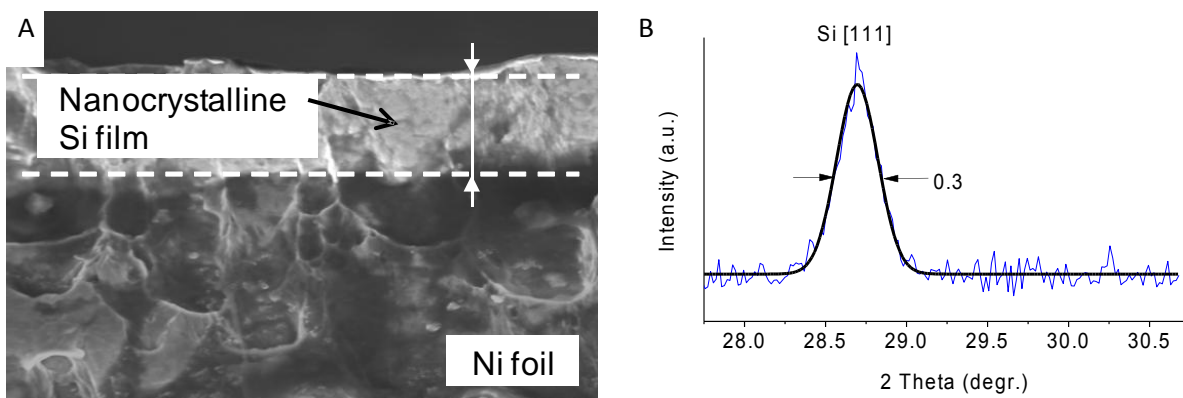 A
Nanocrystalline
Si film
Ni foil
B
Si [111]
0.3
Intensity (a.u.)
28.0 28.5 29.0 29.5 30.0 30.5
2 Theta (degr.)